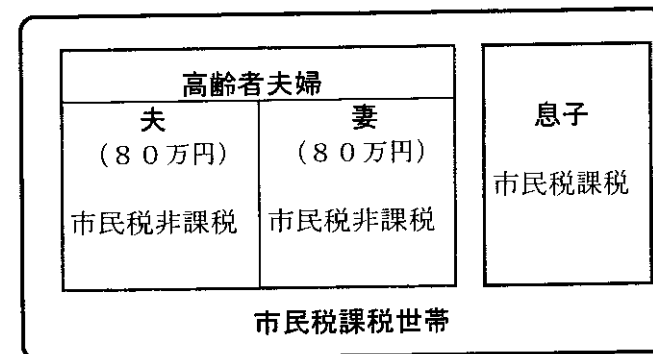 高齢者夫婦
夫
（８０万円）
市民税非課税
妻
（８０万円）
市民税非課税
息子
市民税課税
市民税課税世帯